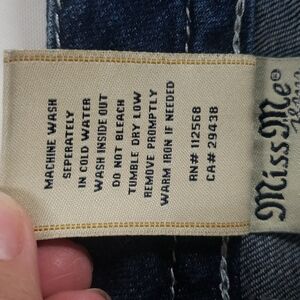 MACHINE WASH
SEPERATELY
IN COLD WATER
WASH INSIDE OUT
DO NOT BLEACH
TUMBLE DRY LOW
REMOVE PROMPTLY
WARM IRON IF NEEDED
RN# 112568
CA# 29438
Miss Me®